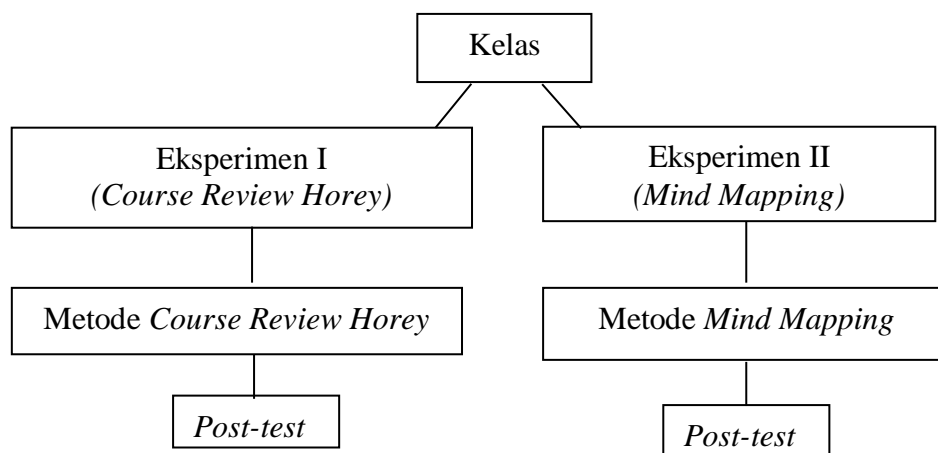 Kelas
Eksperimen I
(Course Review Horey)
Eksperimen II
(Mind Mapping)
Metode Course Review Horey
Metode Mind Mapping
Post-test
Post-test